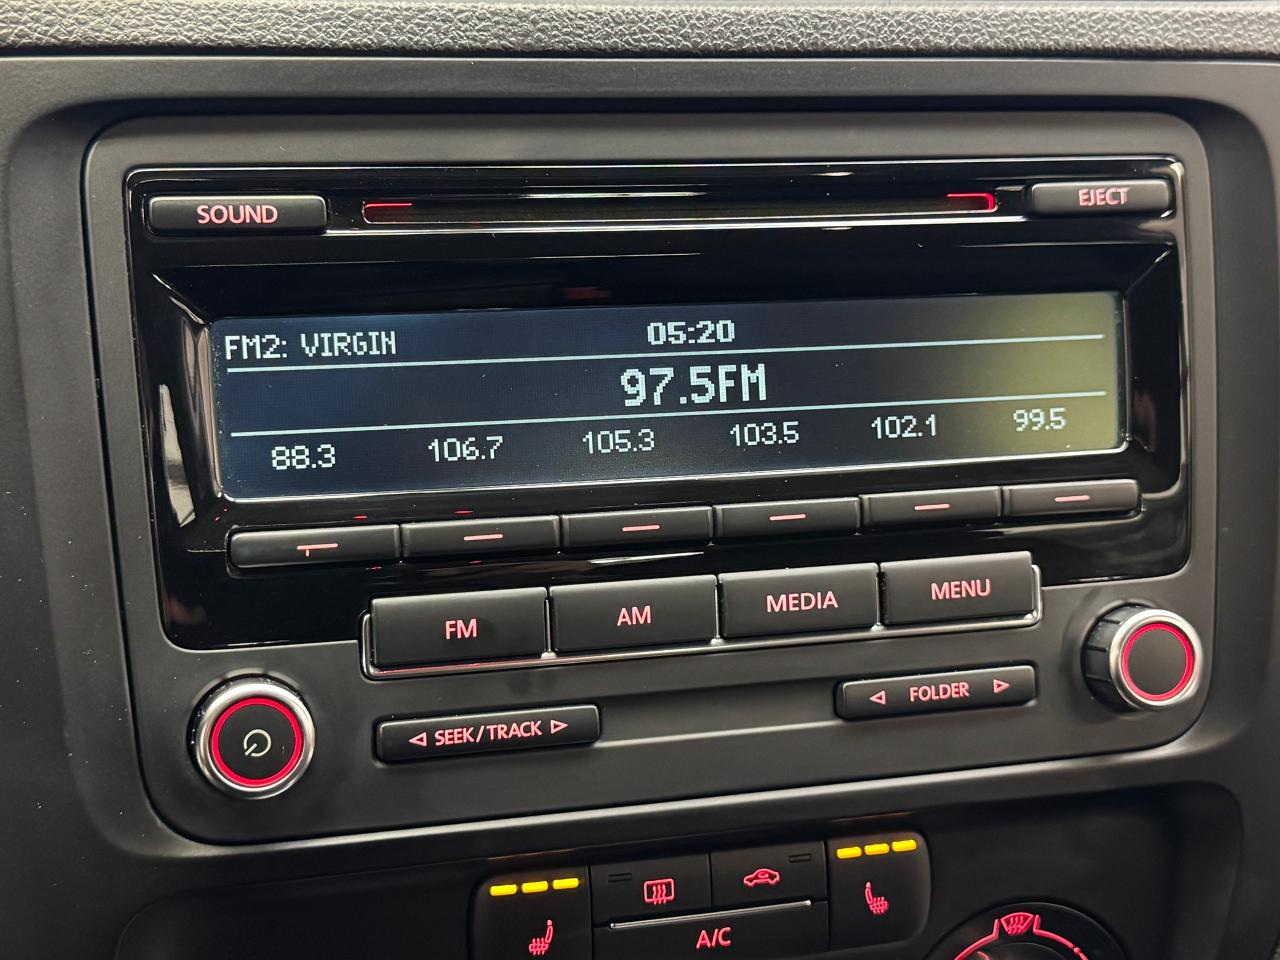 SOUND
EJECT
FM2: VIRGIN 05:20
97.5FM
88.3 106.7 105.3 103.5 102.1 99.5
FM AM MEDIA MENU
SEEK/TRACK
FOLDER
A/C